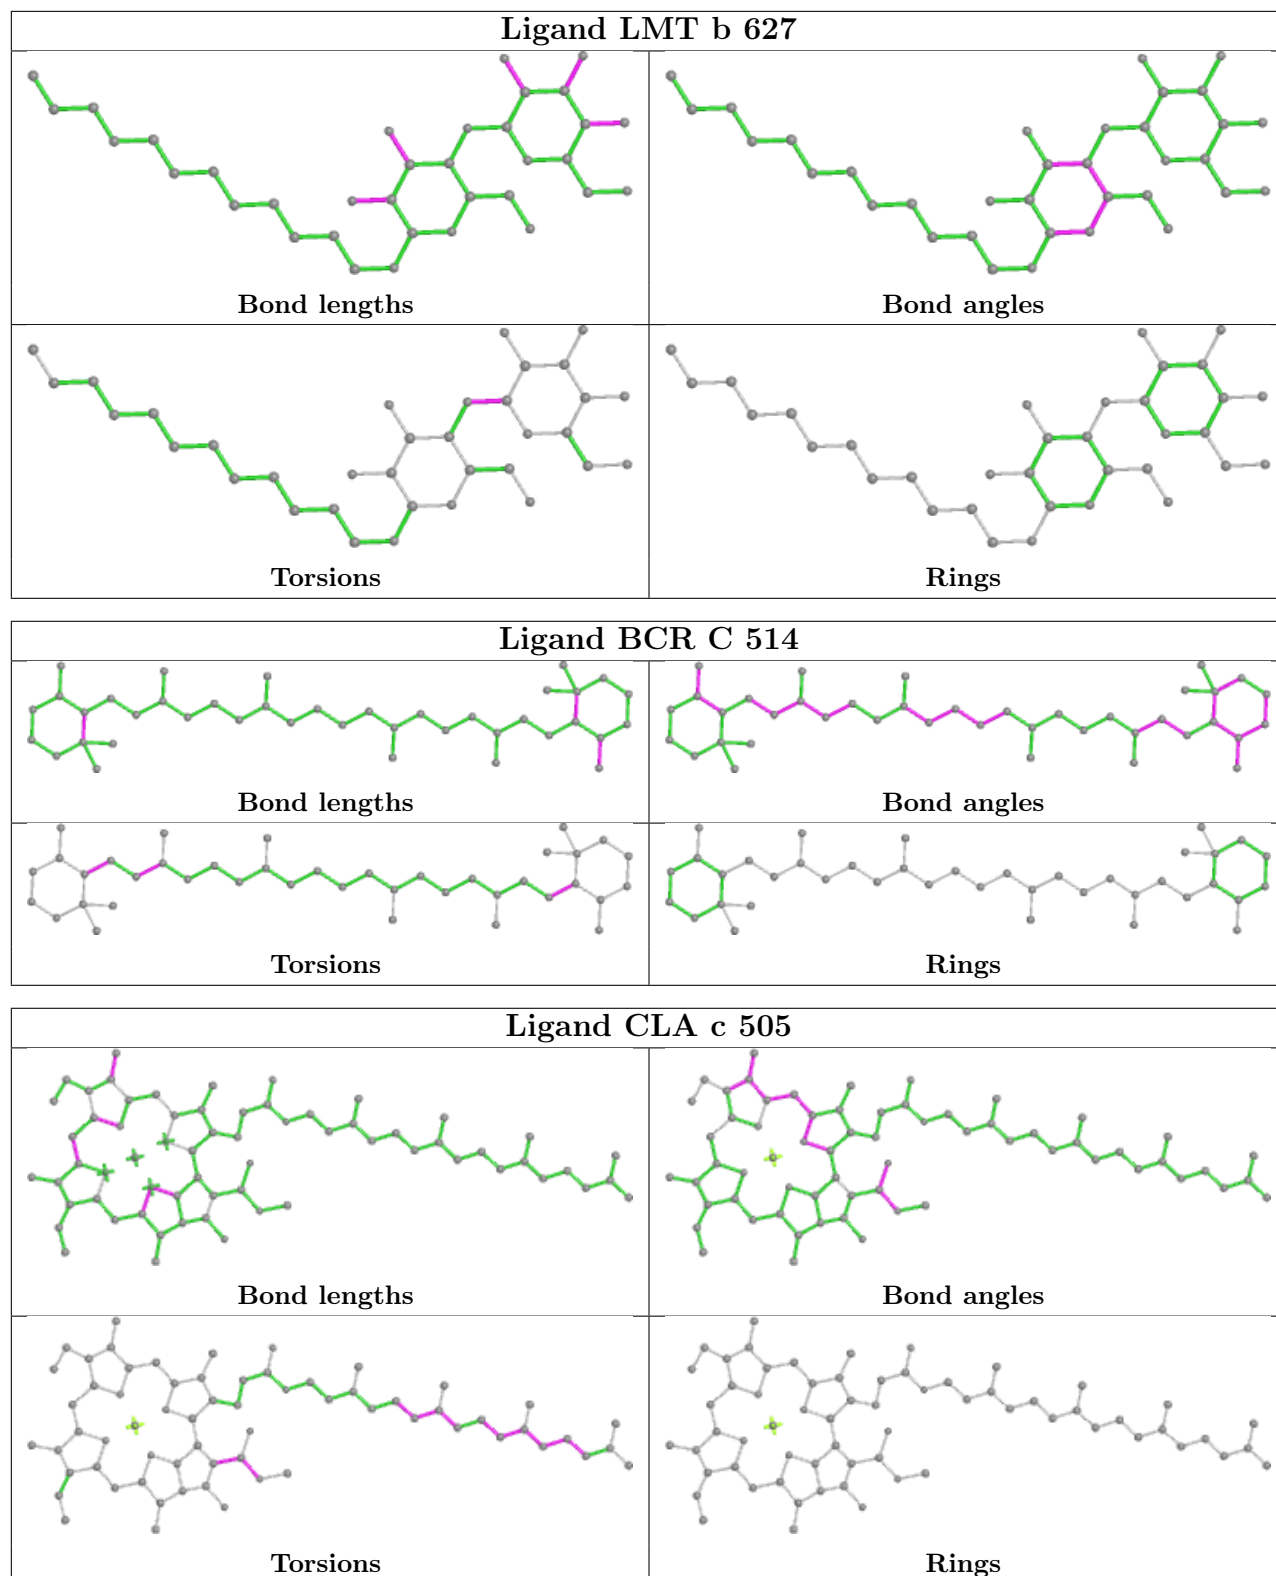 Ligand LMT b 627
Bond lengths
Bond angles
Torsions
Rings
Ligand BCR C 514
Bond lengths
Bond angles
Torsions
Rings
Ligand CLA c 505
Bond lengths
Bond angles
Torsions
Rings